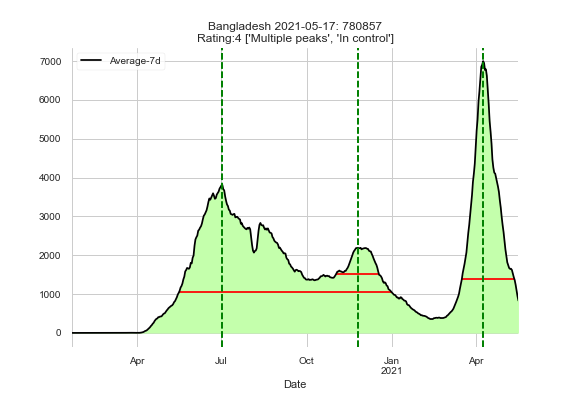 Bangladesh 2021-05-17: 780857
Rating:4 ['Multiple peaks', 'In control']
Average-7d
7000
6000
5000
4000
3000
2000
1000
0
Apr
Jul
Oct
Jan
2021
Apr
Date